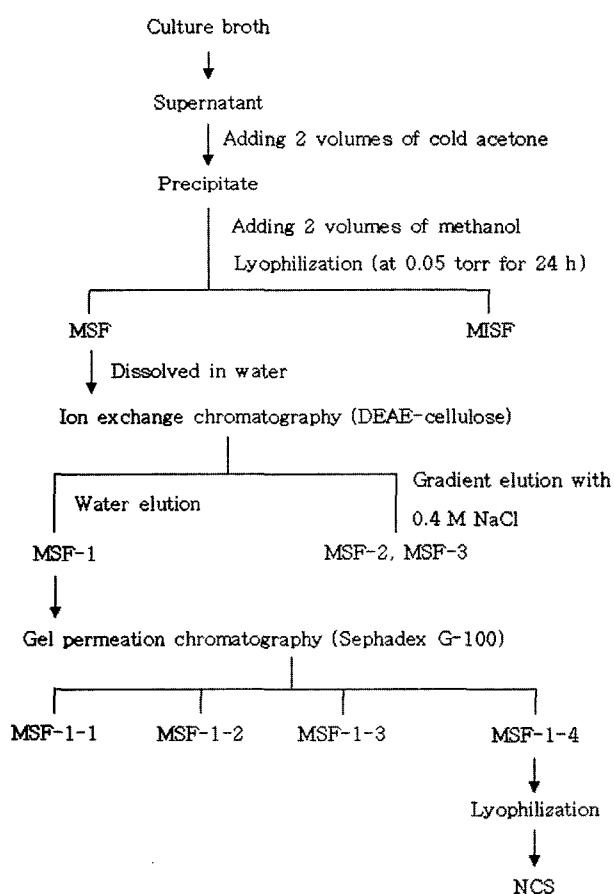 Culture broth
Supernatant
Adding 2 volumes of cold acetone
Precipitate
Adding 2 volumes of methanol
Lyophilization (at 0.05 torr for 24 h)
MSF
MISF
Dissolved in water
Ion exchange chromatography (DEAE-cellulose)
Water elution
Gradient elution with
0.4 M NaCl
MSF-1
MSF-2, MSF-3
Gel permeation chromatography (Sephadex G-100)
MSF-1-1
MSF-1-2
MSF-1-3
MSF-1-4
Lyophilization
NCS